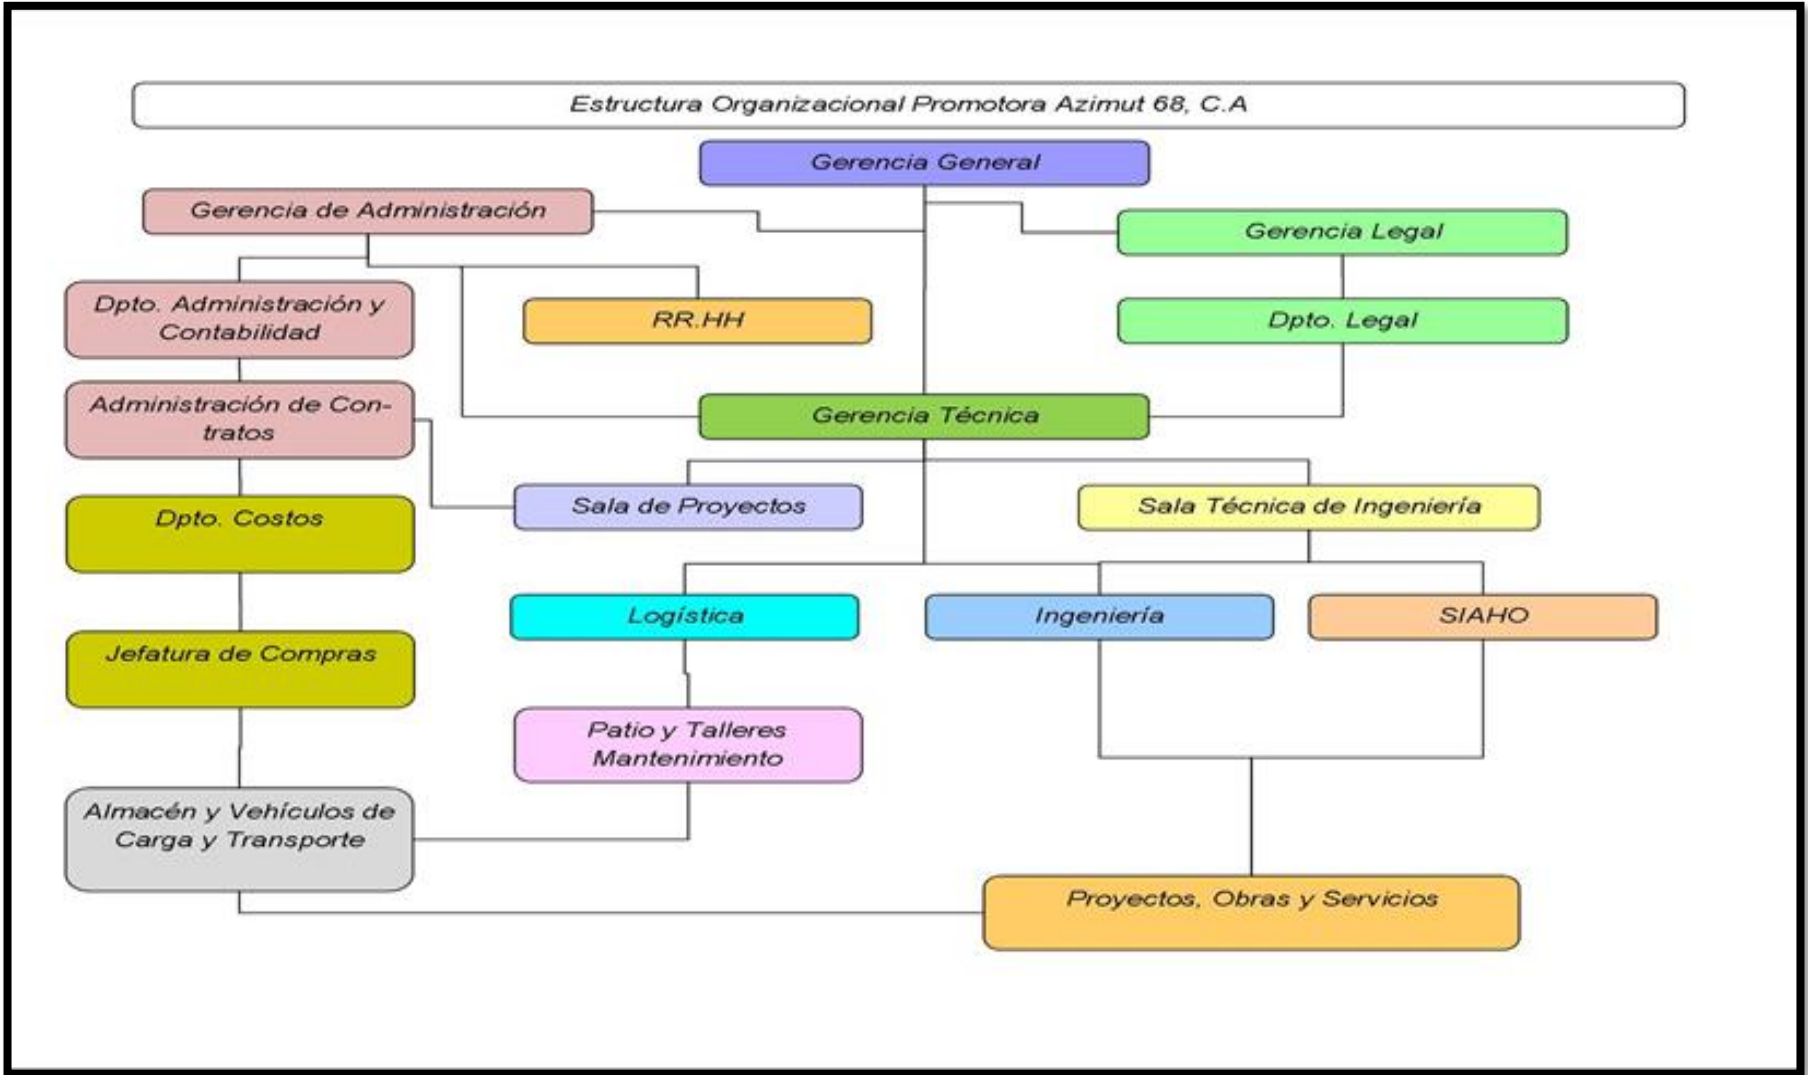 Estructura Organizacional Promotora Azimut 68, C.A
Gerencia General
Gerencia de Administración
Gerencia Legal
Dpto. Administración y
Contabilidad
RR.HH
Dpto. Legal
Administración de Con-
tratos
Gerencia Técnica
Dpto. Costos
Sala de Proyectos
Sala Técnica de Ingeniería
Logística
Ingeniería
SIAHO
Jefatura de Compras
Patio y Talleres
Mantenimiento
Almacén y Vehículos de
Carga y Transporte
Proyectos, Obras y Servicios